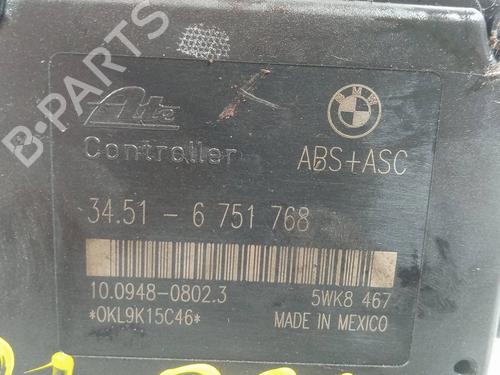 B-PARTS
Ate
BMW
Controller ABS+ASC
34.51 - 6 751 768
10.0948-0802.3 5WK8 467
*0KL9K15C46* MADE IN MEXICO